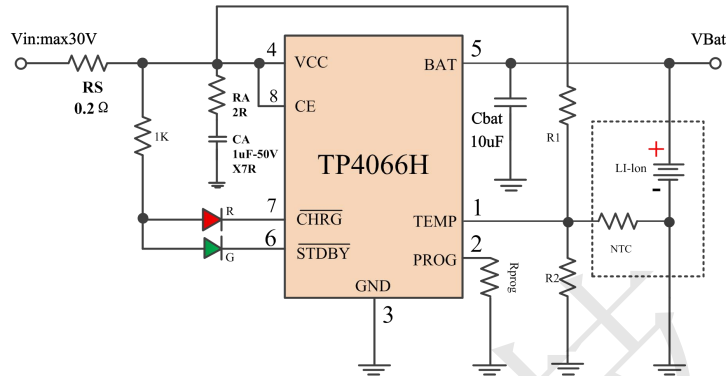 Vin:max30V
RS
0.2 Ω
1K
RA
2R
CA
1uF-50V
X7R
4
VCC
8
CE
TP4066H
7
CHRG
6
STDBY
R
G
GND
3
BAT
5
TEMP
1
PROG
2
Rprog
Cbat
10uF
R1
R2
VBat
+
LI-lon
-
NTC